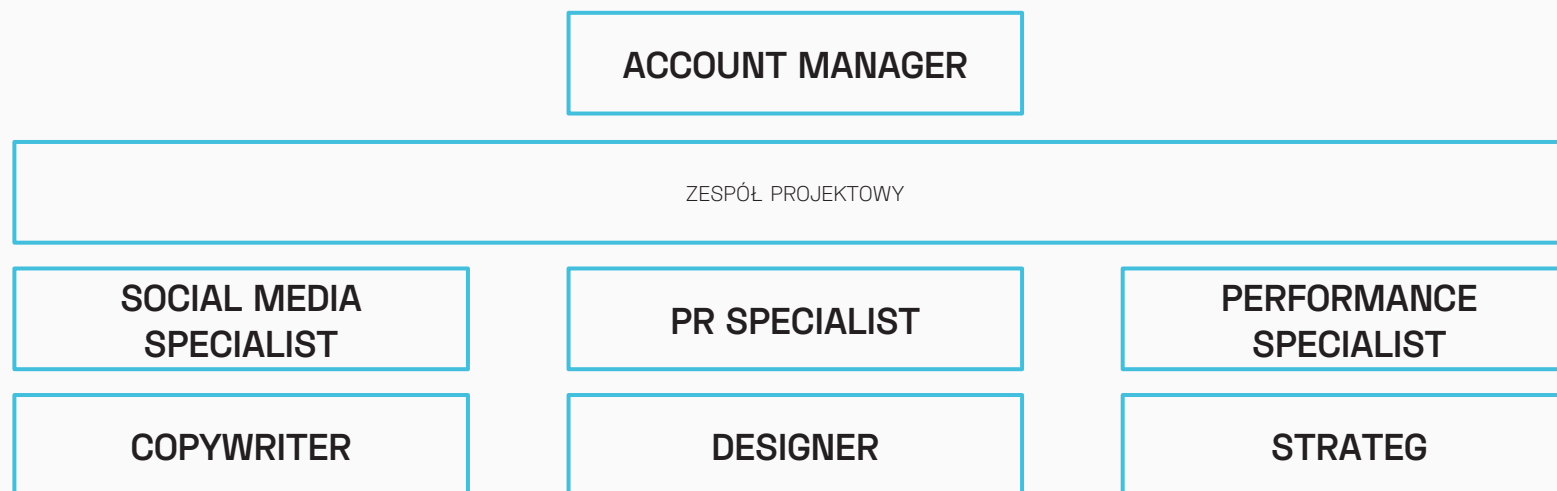 ACCOUNT MANAGER
ZESPÓŁ PROJEKTOWY
SOCIAL MEDIA
SPECIALIST
PR SPECIALIST
PERFORMANCE
SPECIALIST
COPYWRITER
DESIGNER
STRATEG